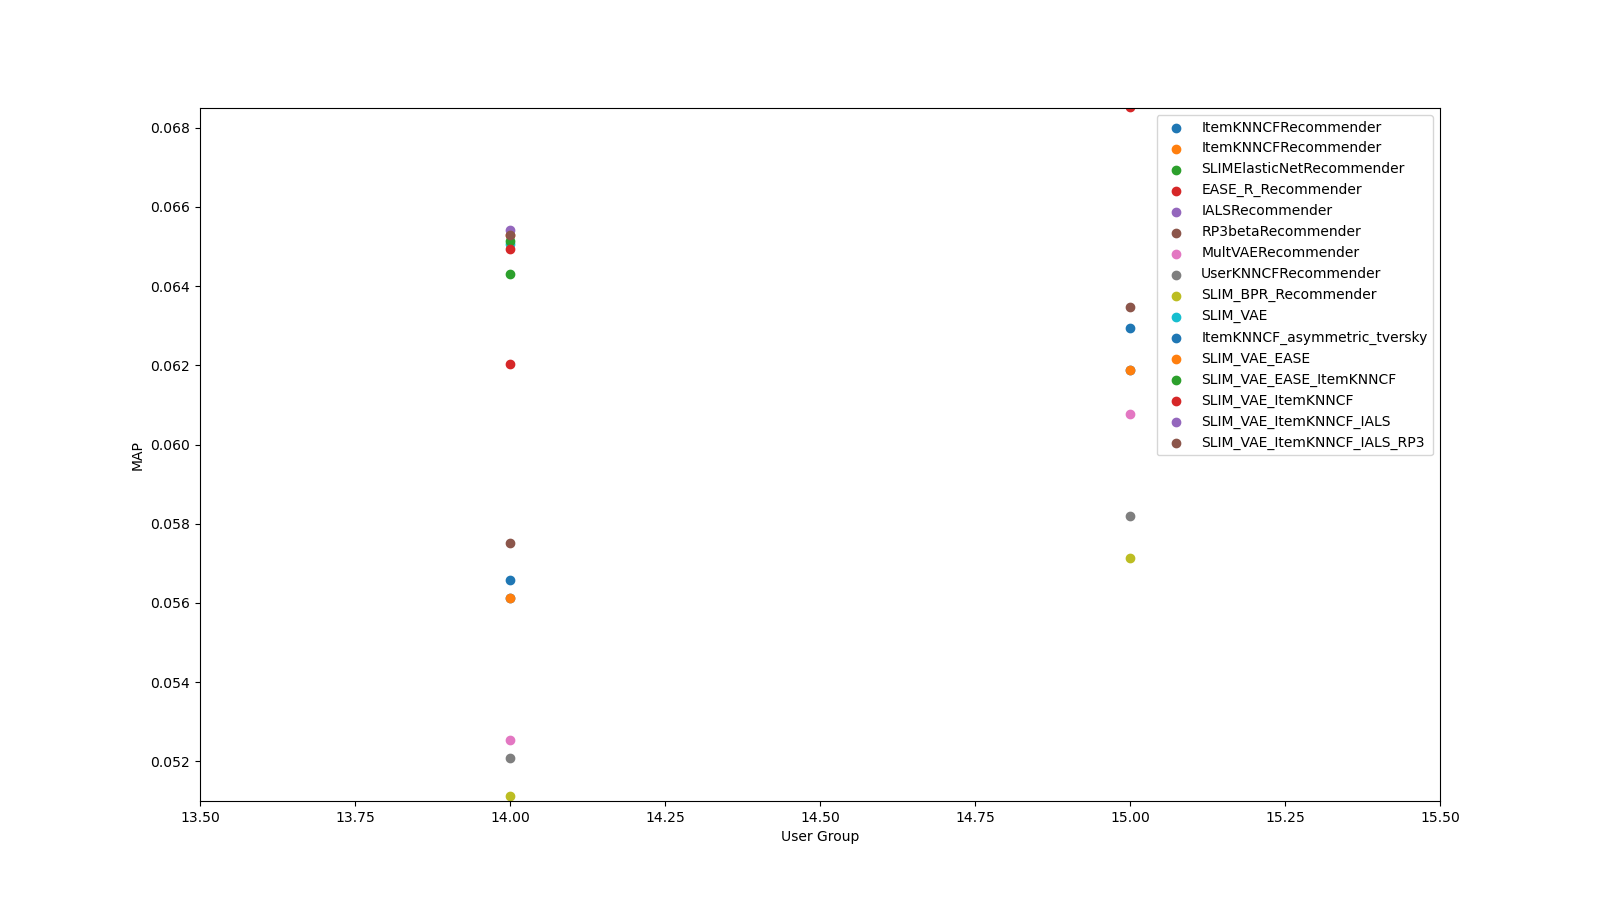 0.068
0.066
0.064
0.062
0.060
0.058
0.056
0.054
0.052
MAP
13.50
13.75
14.00
14.25
14.50
14.75
15.00
15.25
15.50
User Group
ItemKNNCFRecommender
ItemKNNCFRecommender
SLIMElasticNetRecommender
EASE_R_Recommender
IALSRecommender
RP3betaRecommender
MultVAERecommender
UserKNNCFRecommender
SLIM_BPR_Recommender
SLIM_VAE
ItemKNNCF_asymmetric_tversky
SLIM_VAE_EASE
SLIM_VAE_EASE_ItemKNNCF
SLIM_VAE_ItemKNNCF
SLIM_VAE_ItemKNNCF_IALS
SLIM_VAE_ItemKNNCF_IALS_RP3